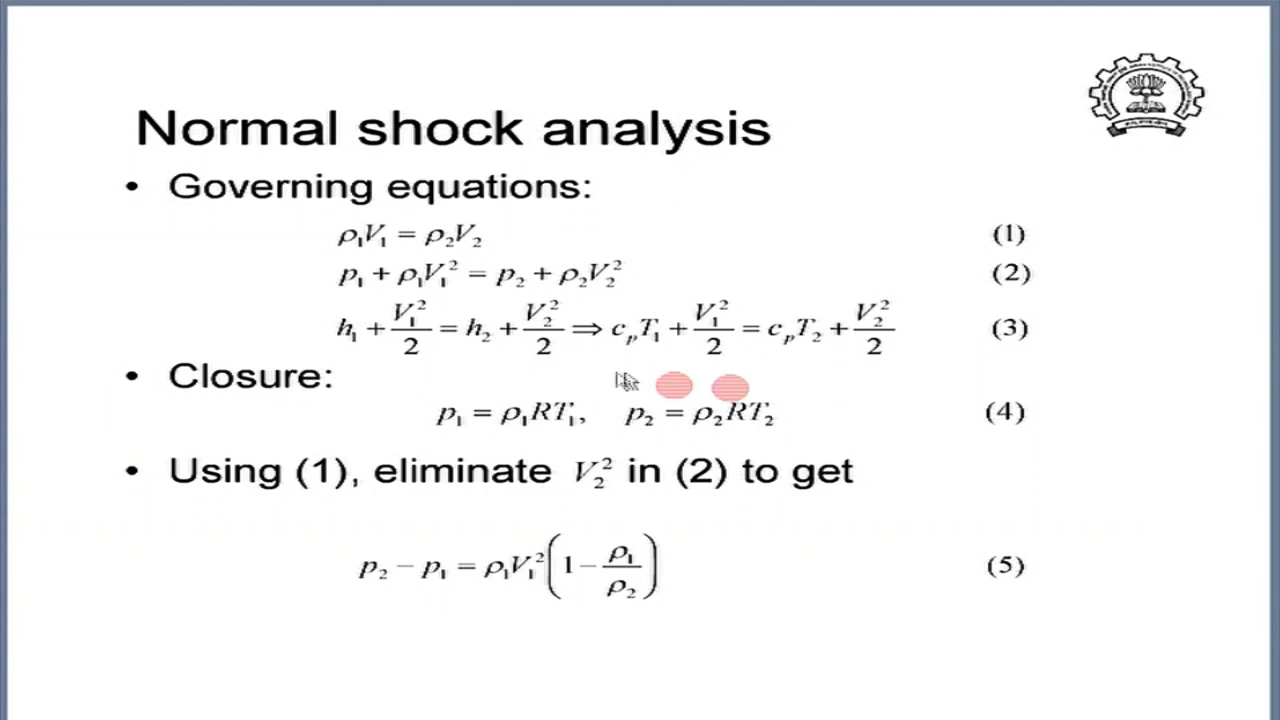 Normal shock analysis
• Governing equations:
ρ₁V₁ = ρ₂V₂ (1)
p₁ + ρ₁V₁² = p₂ + ρ₂V₂² (2)
h₁ + V₁²/2 = h₂ + V₂²/2 ⇒ cₚT₁ + V₁²/2 = cₚT₂ + V₂²/2 (3)
• Closure:
p₁ = ρ₁RT₁, p₂ = ρ₂RT₂ (4)
• Using (1), eliminate V₂² in (2) to get
p₂ − p₁ = ρ₁V₁²(1 − ρ₁/ρ₂) (5)